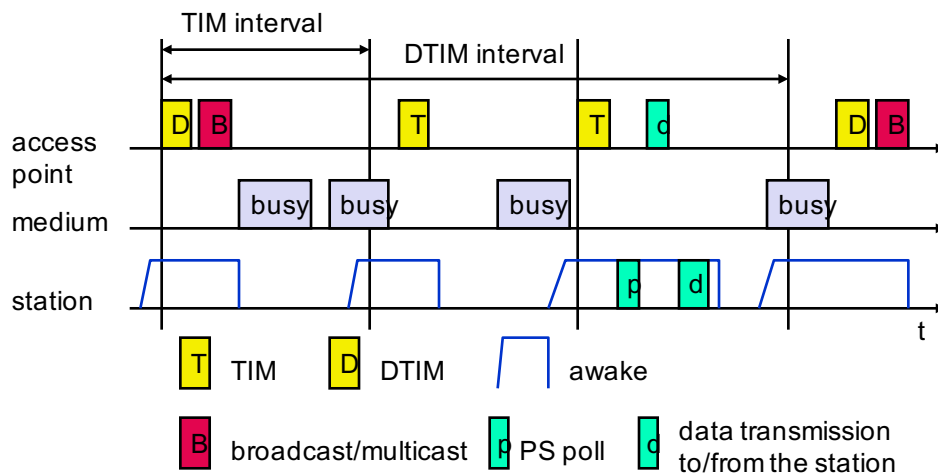 TIM interval
DTIM interval
D B T T d D B
access
point
busy busy busy busy
medium
p d
station
t
T TIM D DTIM awake
B broadcast/multicast p PS poll d data transmission
to/from the station